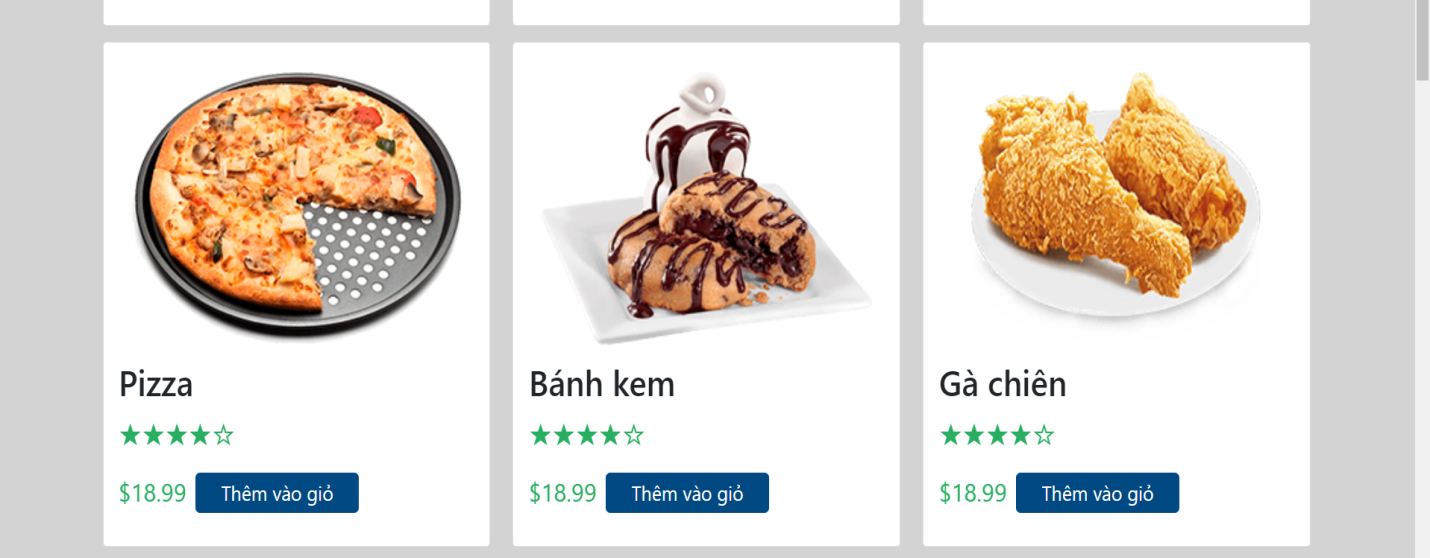 Pizza
★★★★☆
$18.99 Thêm vào giỏ
Bánh kem
★★★★☆
$18.99 Thêm vào giỏ
Gà chiên
★★★★☆
$18.99 Thêm vào giỏ